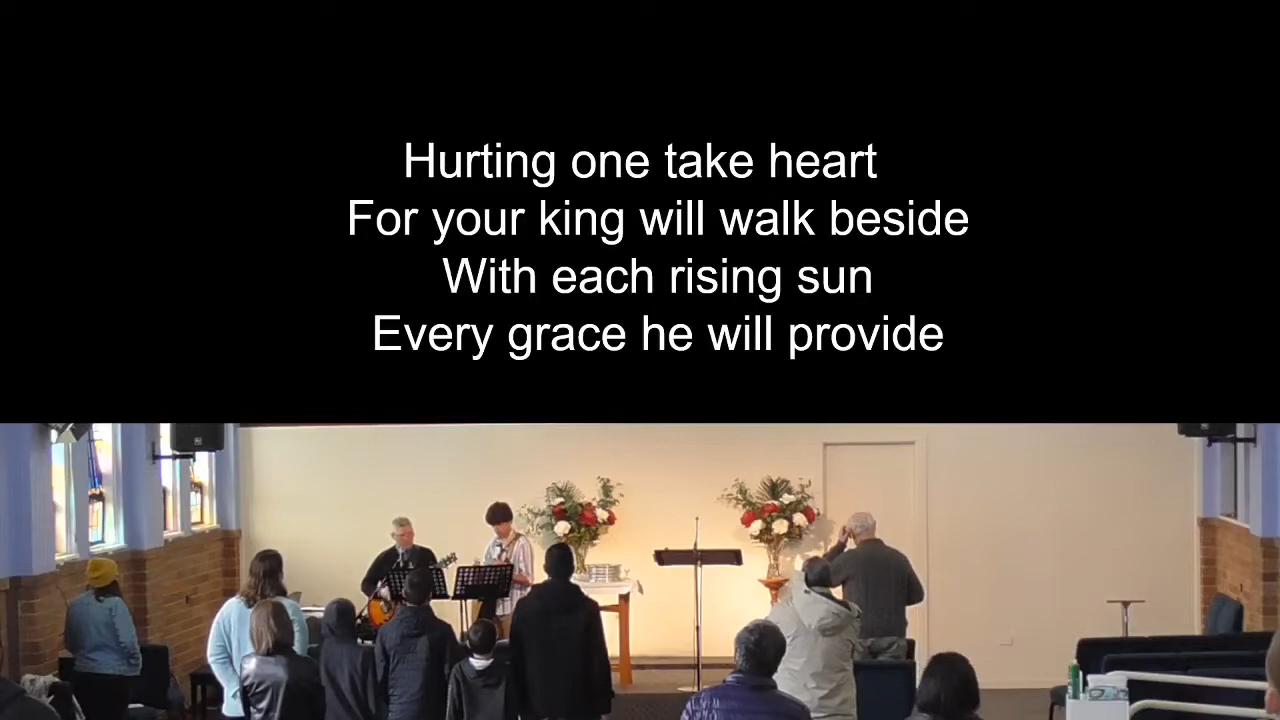 Hurting one take heart
For your king will walk beside
With each rising sun
Every grace he will provide